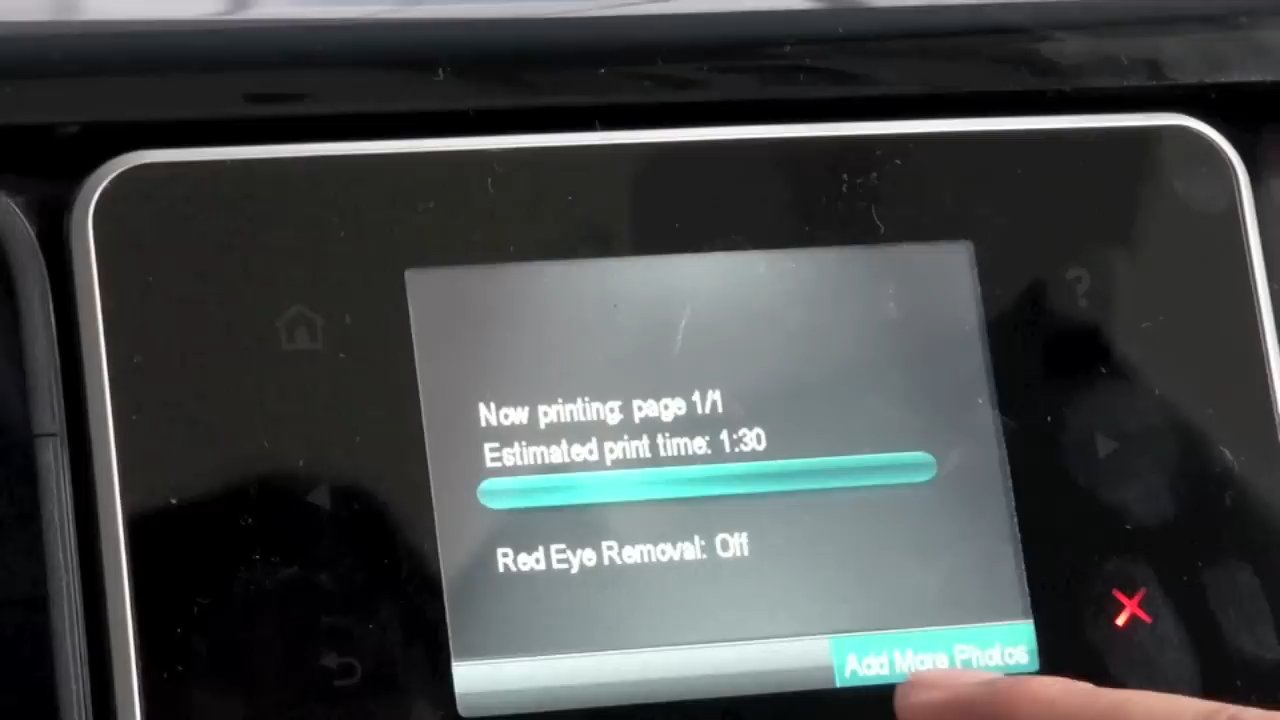 Now printing: page 1/1
Estimated print time: 1:30
Red Eye Removal: Off
Add More Photos
?